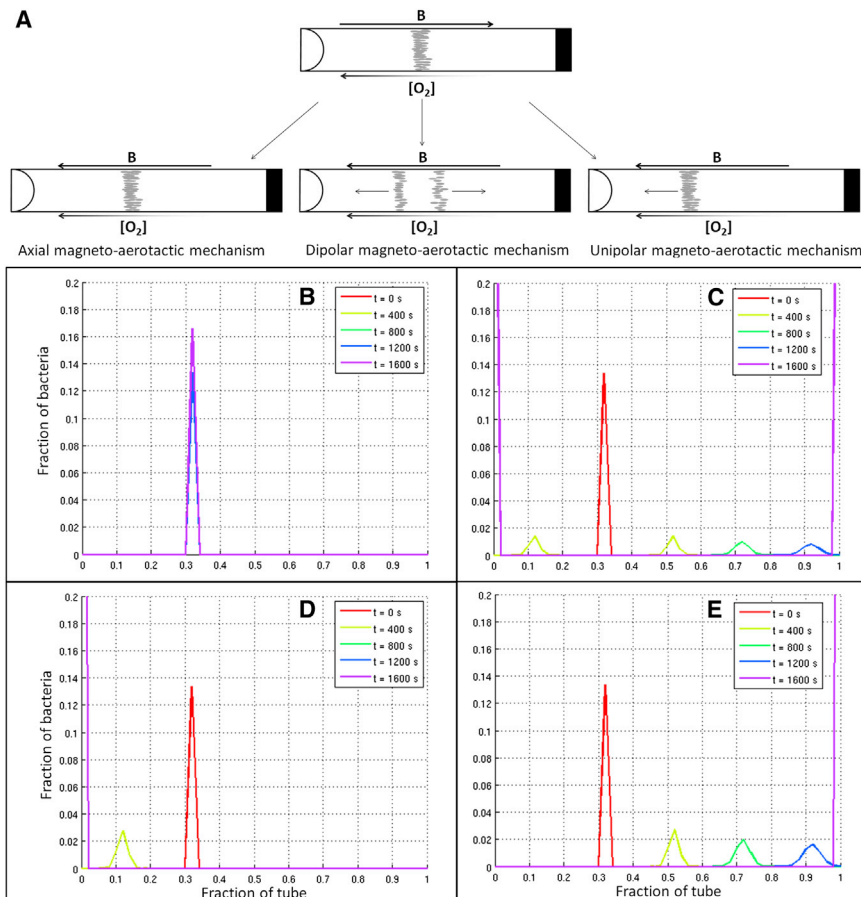 A
B
[O₂]
B
B
B
[O₂]
[O₂]
[O₂]
Axial magneto-aerotactic mechanism
Dipolar magneto-aerotactic mechanism
Unipolar magneto-aerotactic mechanism
B
t = 0 s
t = 400 s
t = 800 s
t = 1200 s
t = 1600 s
Fraction of bacteria
0.2
0.18
0.16
0.14
0.12
0.1
0.08
0.06
0.04
0.02
0
0 0.1 0.2 0.3 0.4 0.5 0.6 0.7 0.8 0.9 1
C
t = 0 s
t = 400 s
t = 800 s
t = 1200 s
t = 1600 s
0.2
0.18
0.16
0.14
0.12
0.1
0.08
0.06
0.04
0.02
0
0 0.1 0.2 0.3 0.4 0.5 0.6 0.7 0.8 0.9 1
D
t = 0 s
t = 400 s
t = 800 s
t = 1200 s
t = 1600 s
Fraction of bacteria
0.2
0.18
0.16
0.14
0.12
0.1
0.08
0.06
0.04
0.02
0
0 0.1 0.2 0.3 0.4 0.5 0.6 0.7 0.8 0.9 1
Fraction of tube
E
t = 0 s
t = 400 s
t = 800 s
t = 1200 s
t = 1600 s
0.2
0.18
0.16
0.14
0.12
0.1
0.08
0.06
0.04
0.02
0
0 0.1 0.2 0.3 0.4 0.5 0.6 0.7 0.8 0.9 1
Fraction of tube